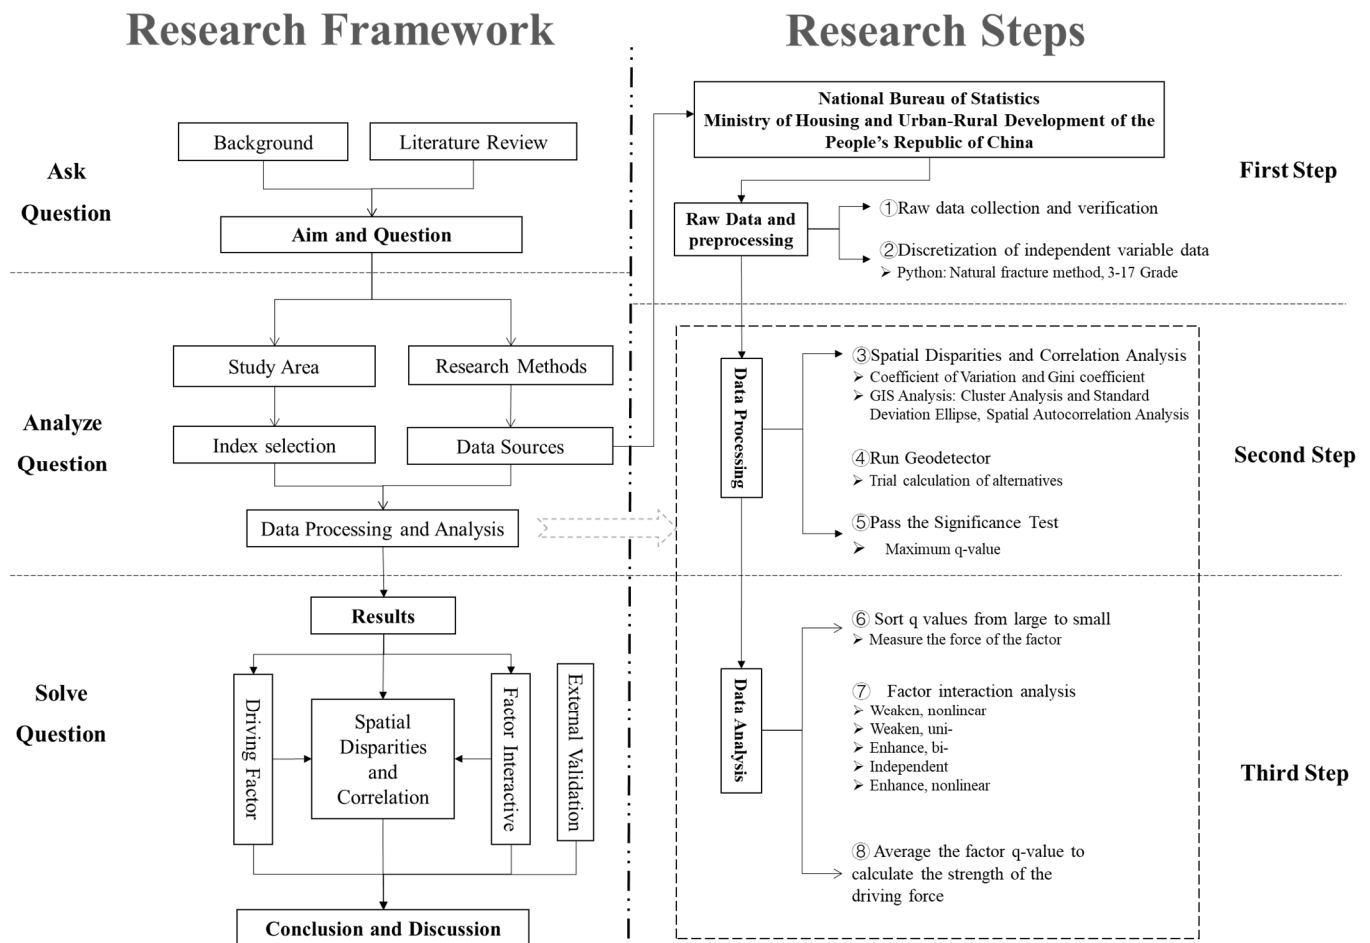 Research Framework
Ask
Question
Background
Literature Review
Aim and Question
Analyze
Question
Study Area
Research Methods
Index selection
Data Sources
Data Processing and Analysis
Solve
Question
Results
Driving Factor
Spatial
Disparities
and
Correlation
Factor Interactive
External Validation
Conclusion and Discussion
Research Steps
National Bureau of Statistics
Ministry of Housing and Urban-Rural Development of the
People’s Republic of China
First Step
Raw Data and
preprocessing
①Raw data collection and verification
②Discretization of independent variable data
➢ Python: Natural fracture method, 3-17 Grade
Data Processing
③Spatial Disparities and Correlation Analysis
➢ Coefficient of Variation and Gini coefficient
➢ GIS Analysis: Cluster Analysis and Standard
Deviation Ellipse, Spatial Autocorrelation Analysis
④Run Geodetector
➢ Trial calculation of alternatives
⑤Pass the Significance Test
➢ Maximum q-value
Second Step
Data Analysis
⑥ Sort q values from large to small
➢ Measure the force of the factor
⑦ Factor interaction analysis
➢ Weaken, nonlinear
➢ Weaken, uni-
➢ Enhance, bi-
➢ Independent
➢ Enhance, nonlinear
⑧ Average the factor q-value to
calculate the strength of the
driving force
Third Step